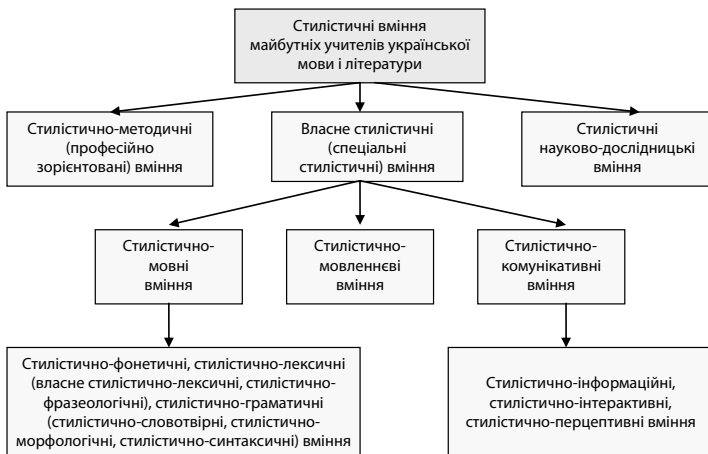 Стилістичні вміння
майбутніх учителів української
мови і літератури
Стилістично-методичні
(професійно
зорієнтовані) вміння
Власне стилістичні
(спеціальні
стилістичні) вміння
Стилістичні
науково-дослідницькі
вміння
Стилістично-
мовні
вміння
Стилістично-
мовленнєві
вміння
Стилістично-
комунікативні
вміння
Стилістично-фонетичні, стилістично-лексичні
(власне стилістично-лексичні, стилістично-
фразеологічні), стилістично-граматичні
(стилістично-словотвірні, стилістично-
морфологічні, стилістично-синтаксичні) вміння
Стилістично-інформаційні,
стилістично-інтерактивні,
стилістично-перцептивні вміння